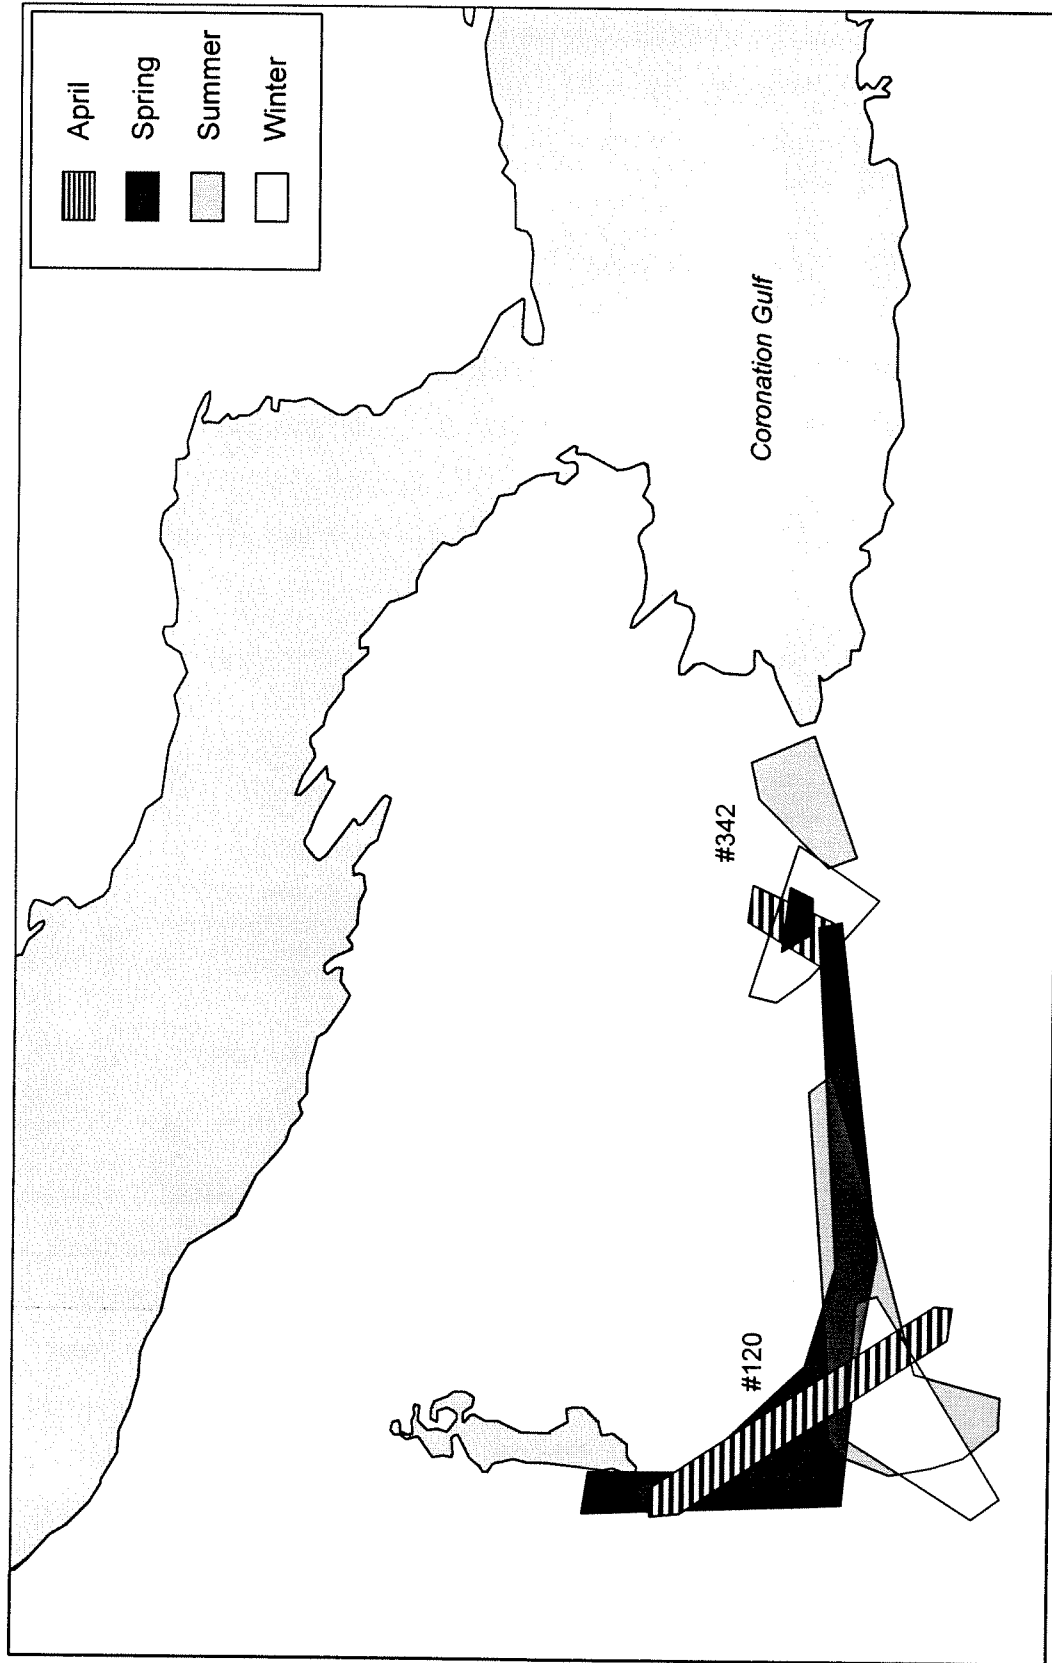 April
Spring
Summer
Winter
Coronation Gulf
#342
#120